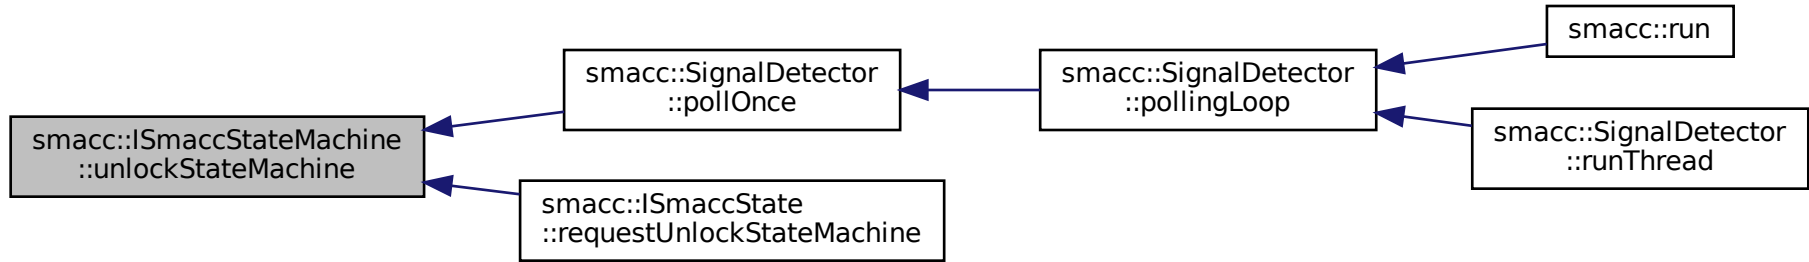 smacc::ISmaccStateMachine
::unlockStateMachine
smacc::SignalDetector
::pollOnce
smacc::ISmaccState
::requestUnlockStateMachine
smacc::SignalDetector
::pollingLoop
smacc::run
smacc::SignalDetector
::runThread